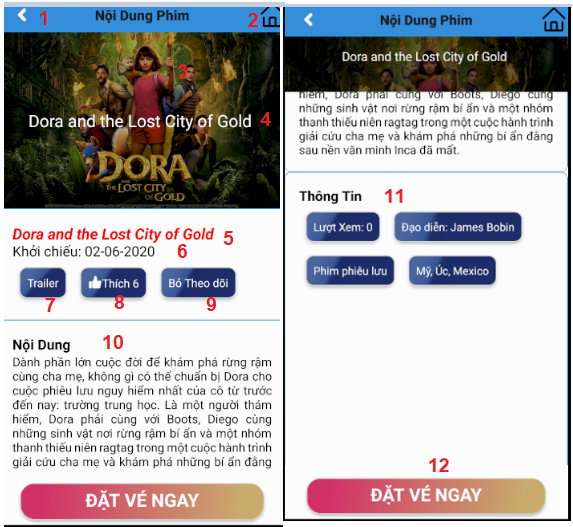 1 Nội Dung Phim 2
3
Dora and the Lost City of Gold 4
DORA
AND THE LOST CITY
OF GOLD
Dora and the Lost City of Gold 5
Khởi chiếu: 02-06-2020 6
Trailer Thích 6 Bỏ Theo dõi
7 8 9
Nội Dung 10
Dành phần lớn cuộc đời để khám phá rừng rậm
cùng cha mẹ, không gì có thể chuẩn bị Dora cho
cuộc phiêu lưu nguy hiểm nhất của cô từ trước
đến nay: trường trung học. Là một người thám
hiểm, Dora phải cùng với Boots, Diego cùng
những sinh vật nơi rừng rậm bí ẩn và một nhóm
thanh thiếu niên ragtag trong một cuộc hành trình
giải cứu cha mẹ và khám phá những bí ẩn đằng
ĐẶT VÉ NGAY
Nội Dung Phim
Dora and the Lost City of Gold
hiểm, Dora phải cùng với Boots, Diego cùng
những sinh vật nơi rừng rậm bí ẩn và một nhóm
thanh thiếu niên ragtag trong một cuộc hành trình
giải cứu cha mẹ và khám phá những bí ẩn đằng
sau nền văn minh Inca đã mất.
Thông Tin 11
Lượt Xem: 0 Đạo diễn: James Bobin
Phim phiêu lưu Mỹ, Úc, Mexico
12
ĐẶT VÉ NGAY